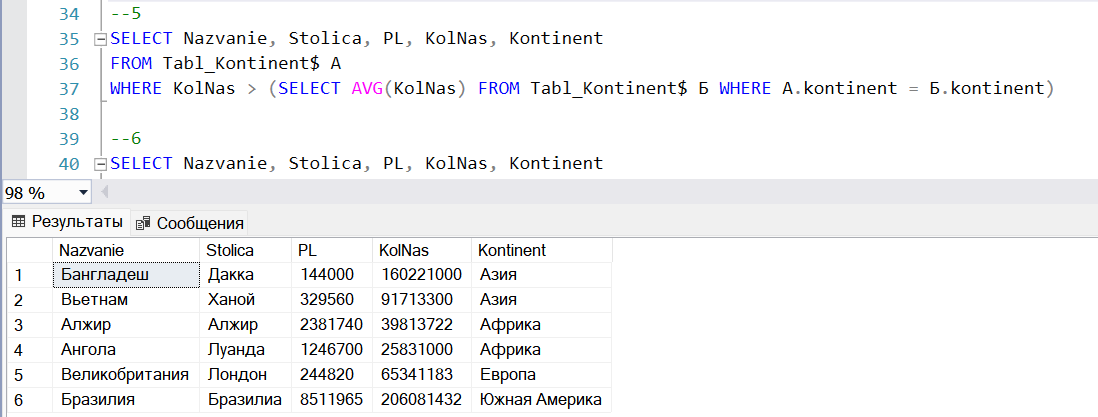 34 --5
35 SELECT Nazvanie, Stolica, PL, KolNas, Kontinent
36 FROM Tabl_Kontinent$ А
37 WHERE KolNas > (SELECT AVG(KolNas) FROM Tabl_Kontinent$ Б WHERE А.kontinent = Б.kontinent)
38
39 --6
40 SELECT Nazvanie, Stolica, PL, KolNas, Kontinent
98 %
Результаты Сообщения
Nazvanie Stolica PL KolNas Kontinent
1 Бангладеш Дакка 144000 160221000 Азия
2 Вьетнам Ханой 329560 91713300 Азия
3 Алжир Алжир 2381740 39813722 Африка
4 Ангола Луанда 1246700 25831000 Африка
5 Великобритания Лондон 244820 65341183 Европа
6 Бразилия Бразилиа 8511965 206081432 Южная Америка